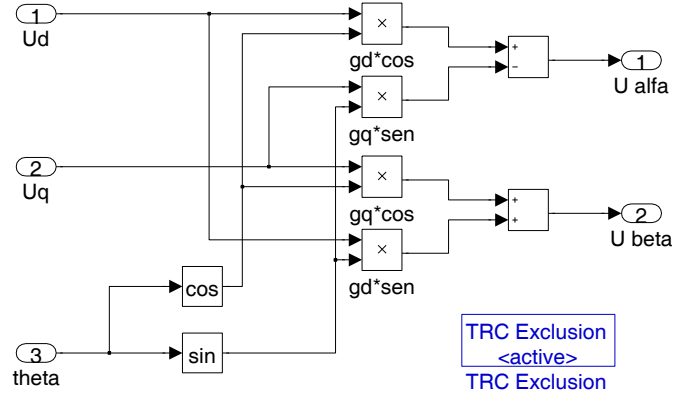 1
Ud
×
gd*cos
+
−
1
U alfa
×
gq*sen
2
Uq
×
gq*cos
+
+
2
U beta
×
gd*sen
cos
3
theta
sin
TRC Exclusion
<active>
TRC Exclusion